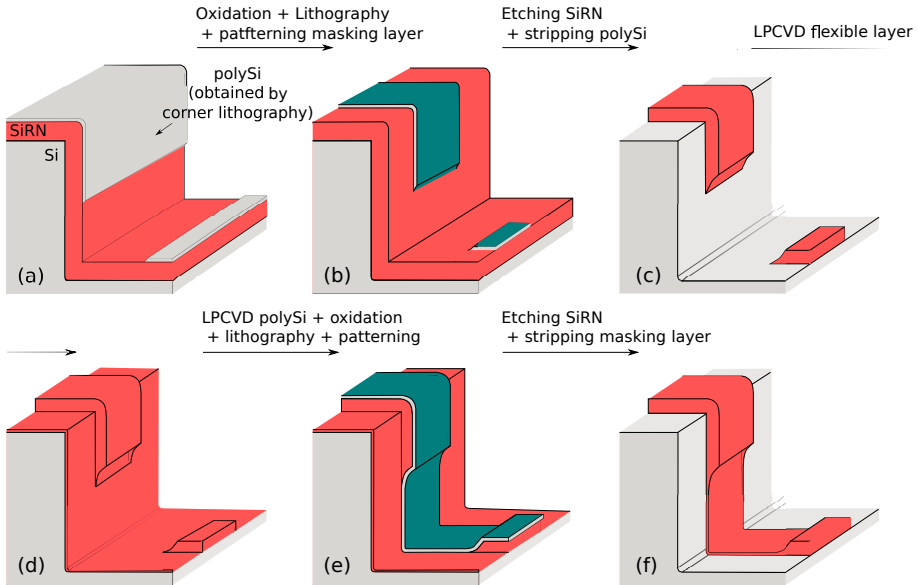 Oxidation + Lithography
+ patfterning masking layer
Etching SiRN
+ stripping polySi
LPCVD flexible layer
polySi
(obtained by
corner lithography)
SiRN
Si
(a)
(b)
(c)
LPCVD polySi + oxidation
+ lithography + patterning
Etching SiRN
+ stripping masking layer
(d)
(e)
(f)